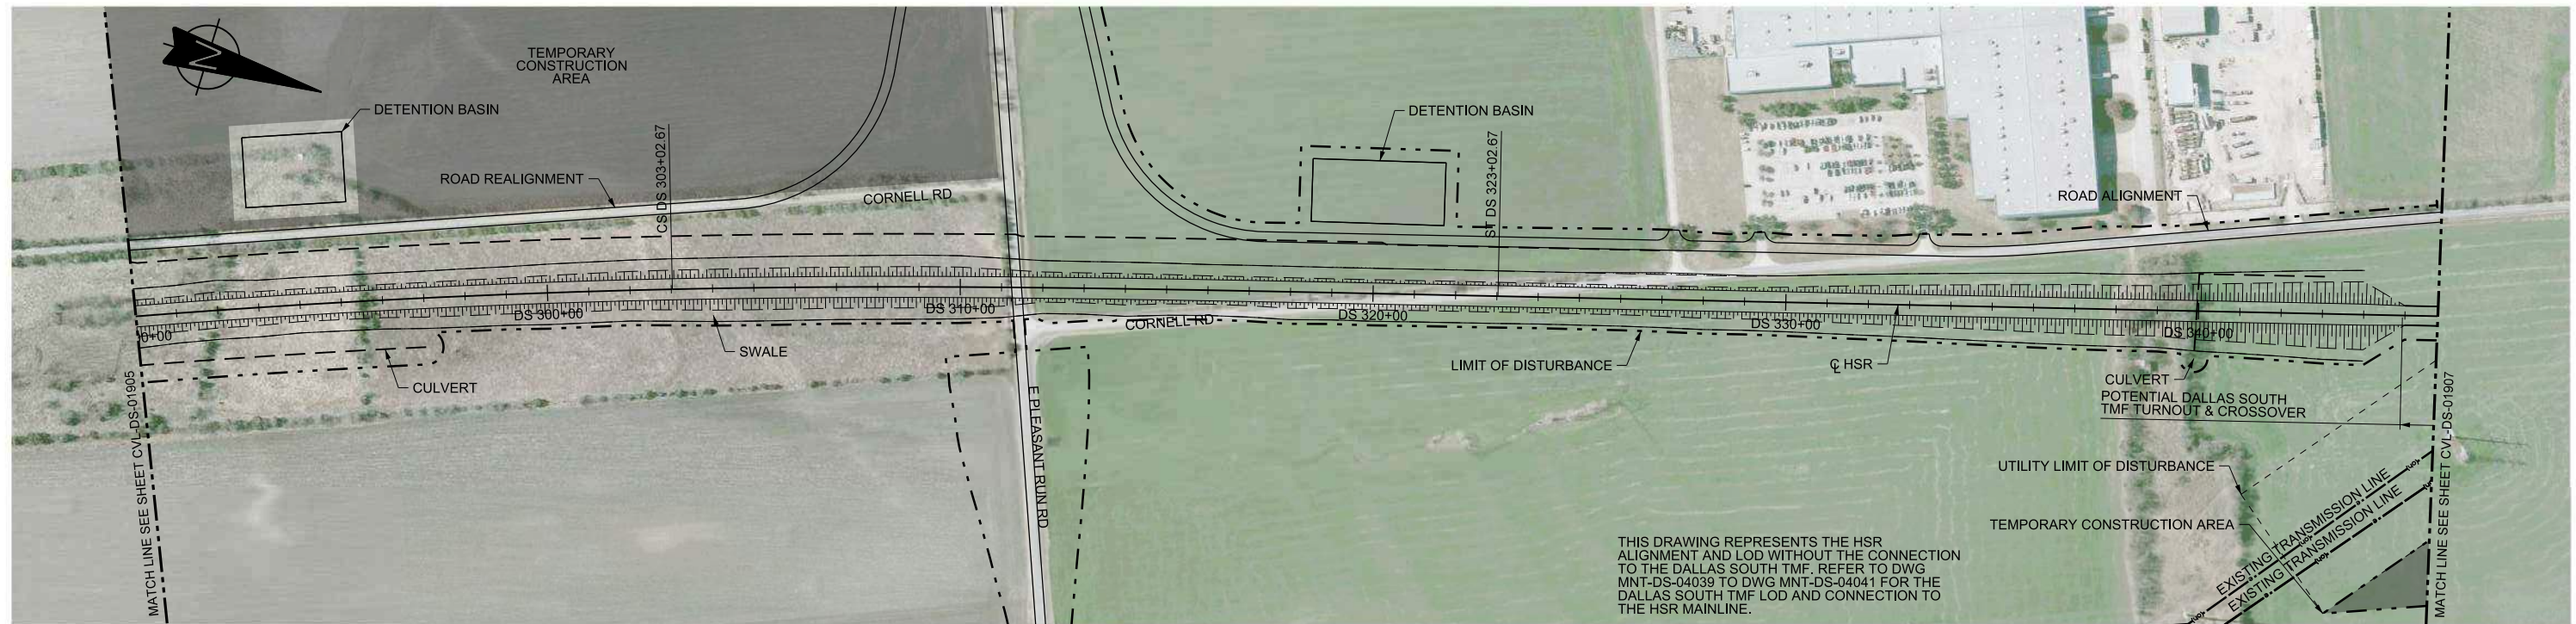 TEMPORARY
CONSTRUCTION
AREA
DETENTION BASIN
ROAD REALIGNMENT
CS DS 303+02.67
CORNELL RD
DETENTION BASIN
ST DS 323+02.67
ROAD ALIGNMENT
0+00
DS 300+00
DS 310+00
DS 320+00
DS 330+00
DS 340+00
CORNELL RD
SWALE
CULVERT
LIMIT OF DISTURBANCE
℄ HSR
CULVERT
POTENTIAL DALLAS SOUTH
TMF TURNOUT & CROSSOVER
MATCH LINE SEE SHEET CVL-DS-01905
E PLEASANT RUN RD
MATCH LINE SEE SHEET CVL-DS-01907
UTILITY LIMIT OF DISTURBANCE
TEMPORARY CONSTRUCTION AREA
EXISTING TRANSMISSION LINE
EXISTING TRANSMISSION LINE
THIS DRAWING REPRESENTS THE HSR
ALIGNMENT AND LOD WITHOUT THE CONNECTION
TO THE DALLAS SOUTH TMF. REFER TO DWG
MNT-DS-04039 TO DWG MNT-DS-04041 FOR THE
DALLAS SOUTH TMF LOD AND CONNECTION TO
THE HSR MAINLINE.